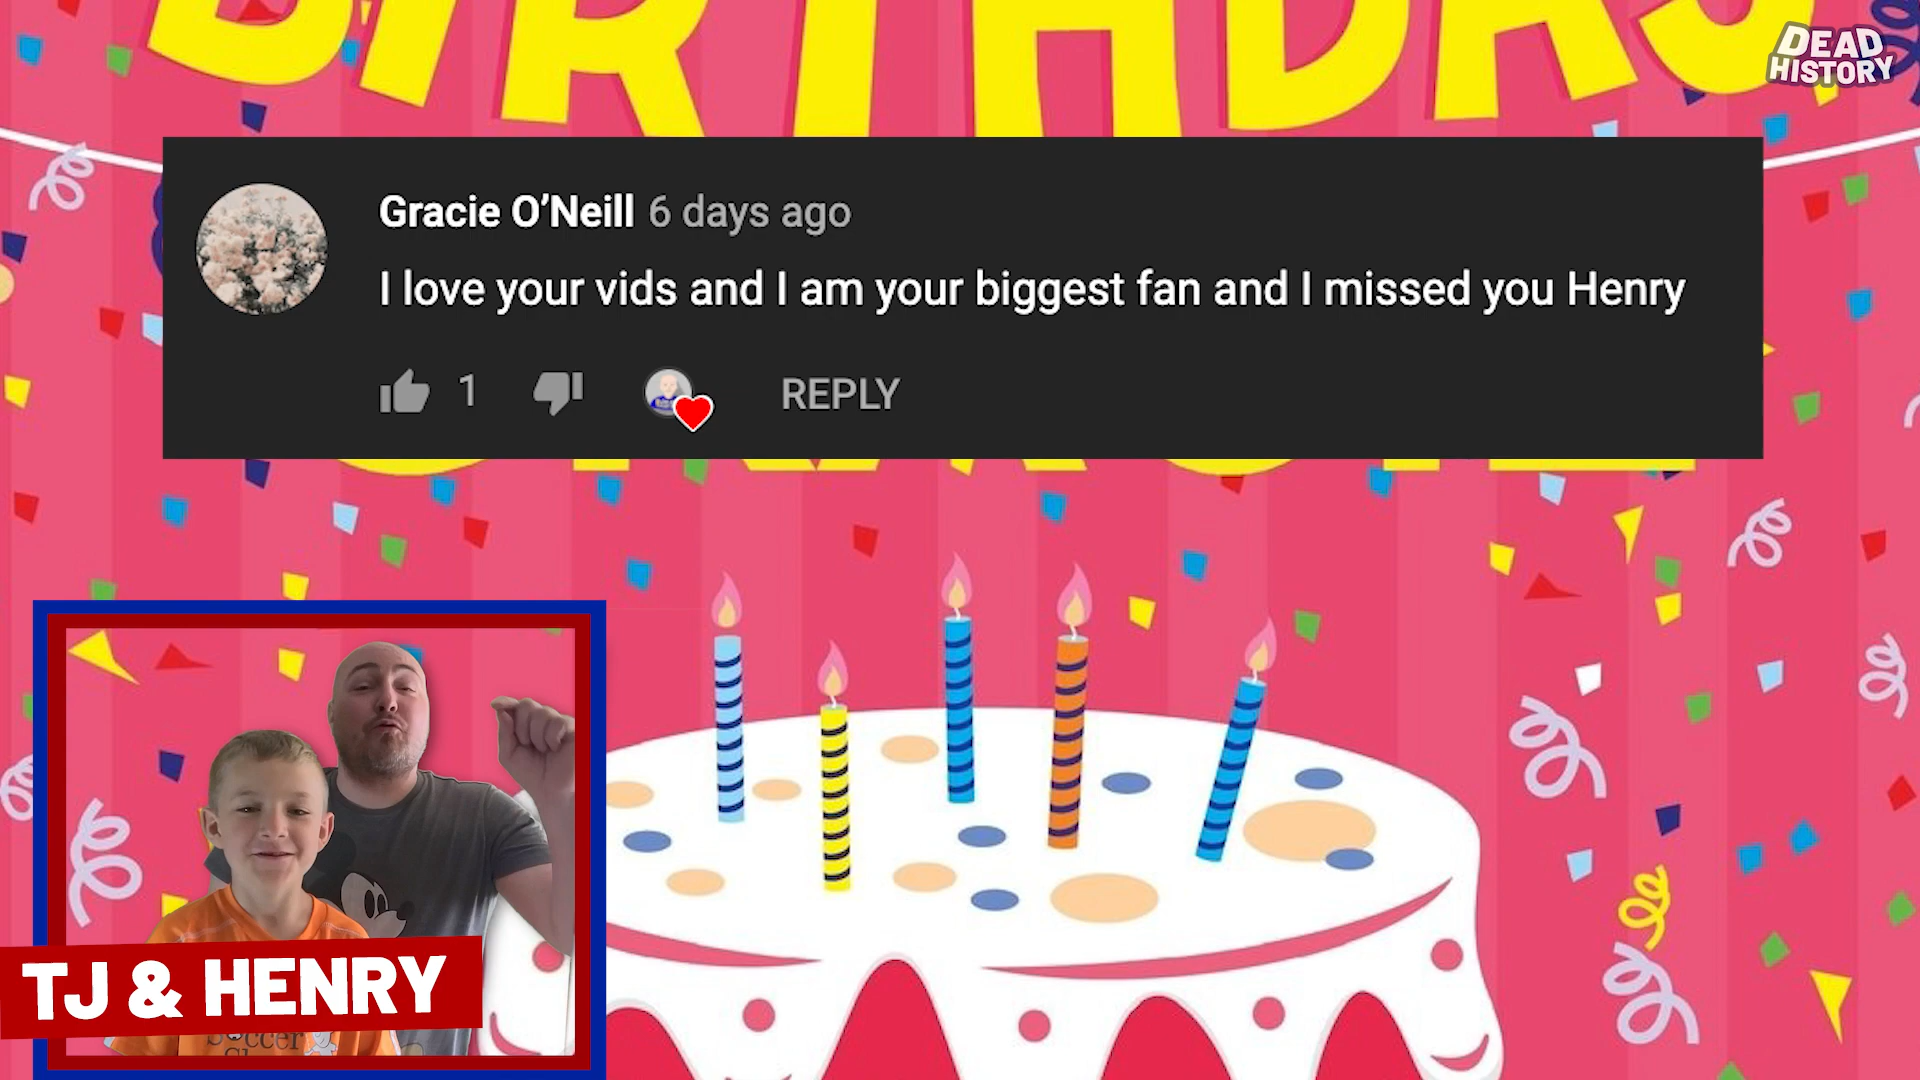 BIRTHDAY,
DEAD
HISTORY
Gracie O’Neill 6 days ago
I love your vids and I am your biggest fan and I missed you Henry
1
REPLY
TJ & HENRY
Soccer